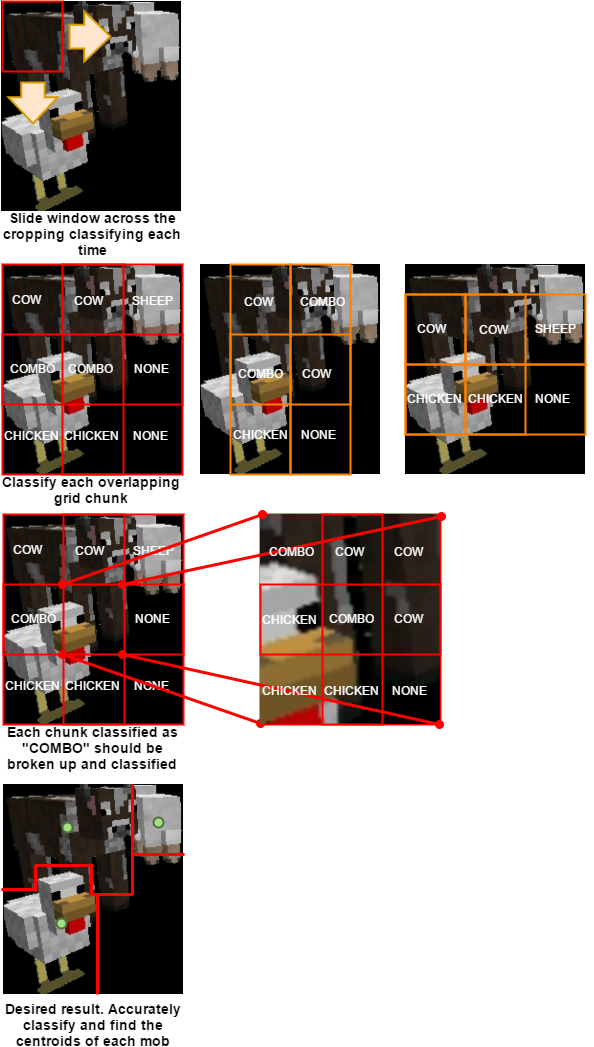 Slide window across the
cropping classifying each
time
COW COW SHEEP
COMBO COMBO NONE
CHICKEN CHICKEN NONE
COW COMBO
COMBO COW
CHICKEN NONE
COW COW SHEEP
CHICKEN CHICKEN NONE
Classify each overlapping
grid chunk
COW COW SHEEP
COMBO NONE
CHICKEN CHICKEN NONE
COMBO COW COW
CHICKEN COMBO COW
CHICKEN CHICKEN NONE
Each chunk classified as
"COMBO" should be
broken up and classified
Desired result. Accurately
classify and find the
centroids of each mob